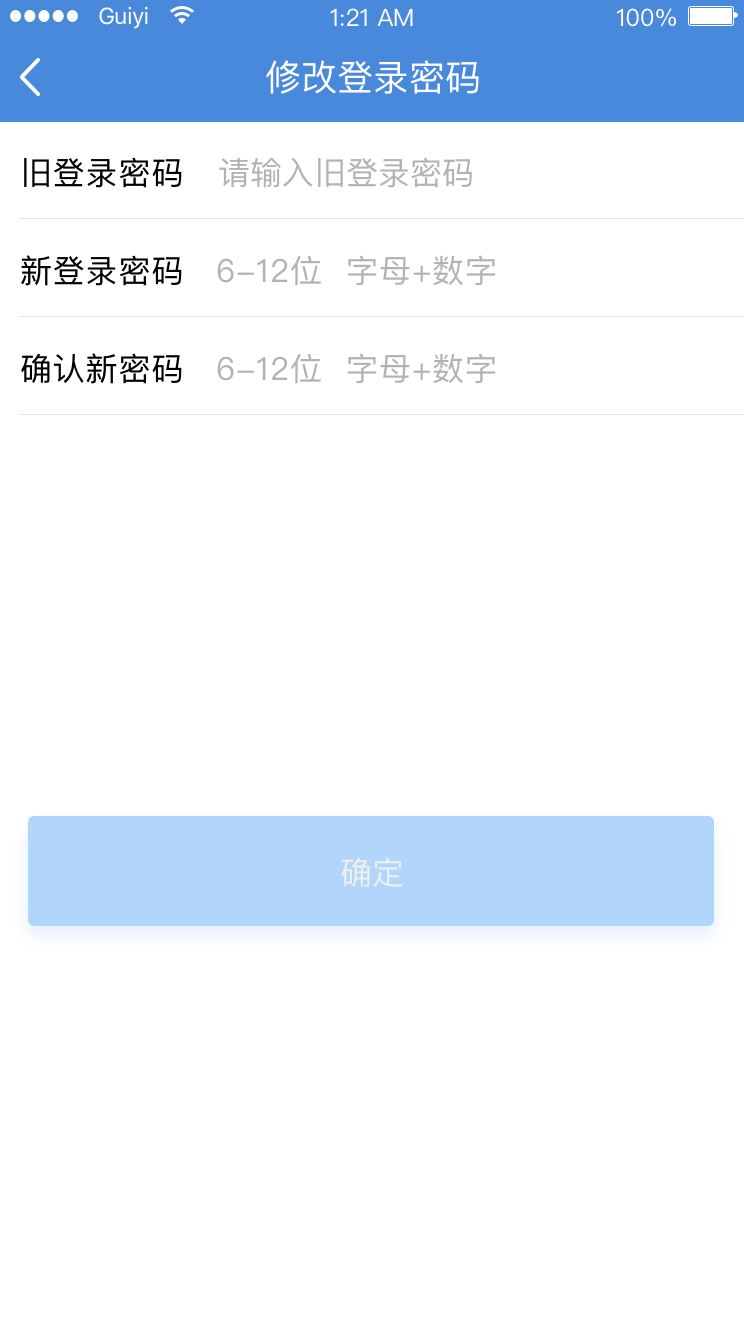 Guiyi 1:21 AM 100%
修改登录密码
旧登录密码 请输入旧登录密码
新登录密码 6-12位 字母+数字
确认新密码 6-12位 字母+数字
确定